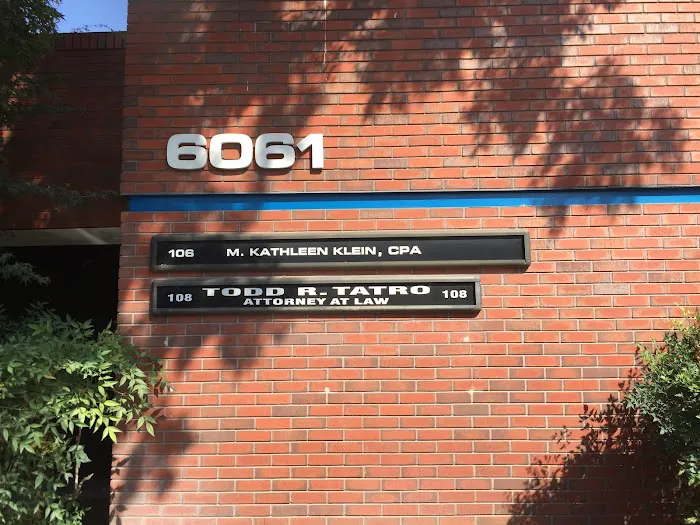 6061
106 M. KATHLEEN KLEIN, CPA
108 TODD R. TATRO 108
ATTORNEY AT LAW